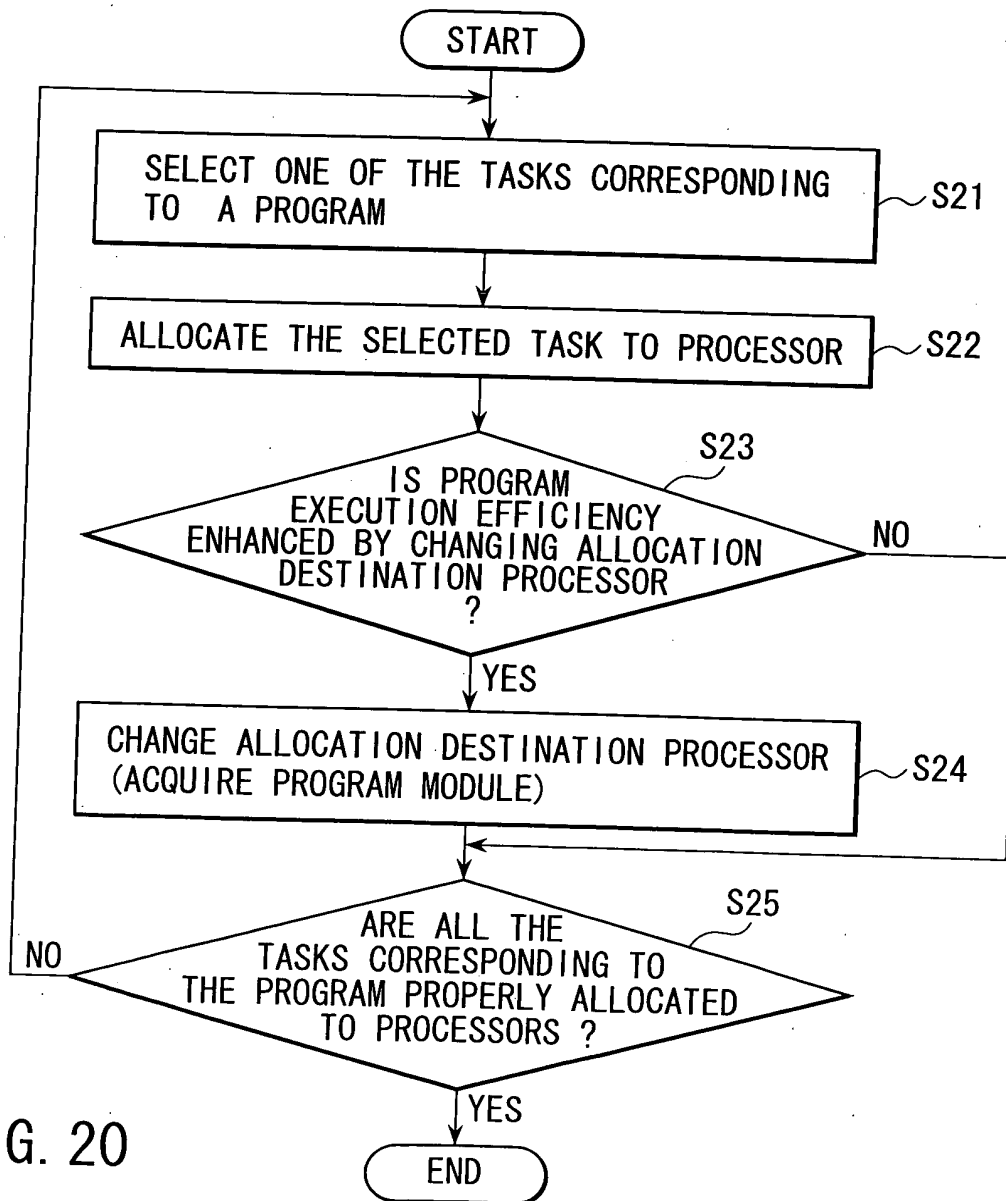 START
SELECT ONE OF THE TASKS CORRESPONDING
TO A PROGRAM
S21
ALLOCATE THE SELECTED TASK TO PROCESSOR
S22
S23
IS PROGRAM
EXECUTION EFFICIENCY
ENHANCED BY CHANGING ALLOCATION
DESTINATION PROCESSOR
?
NO
YES
CHANGE ALLOCATION DESTINATION PROCESSOR
(ACQUIRE PROGRAM MODULE)
S24
S25
ARE ALL THE
TASKS CORRESPONDING TO
THE PROGRAM PROPERLY ALLOCATED
TO PROCESSORS ?
NO
YES
G. 20
END